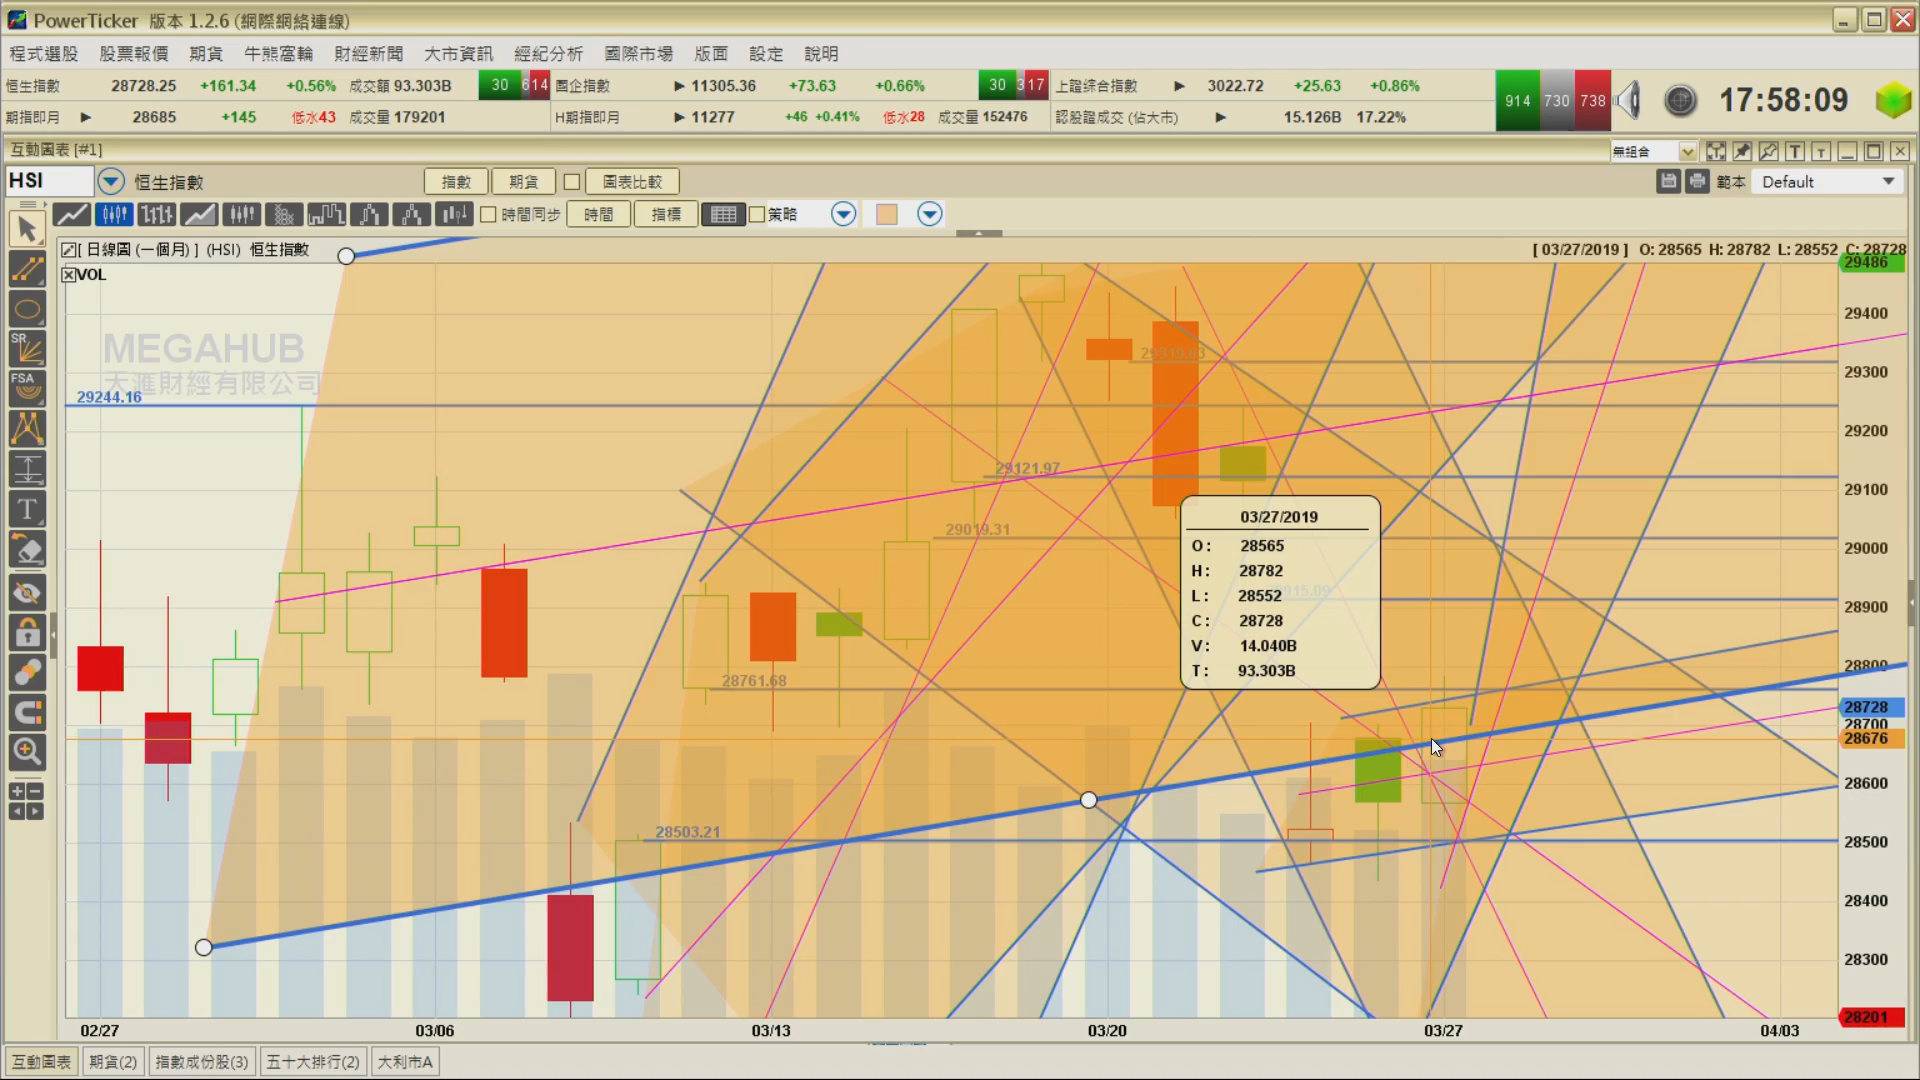 PowerTicker 版本 1.2.6 (網際網絡連線)
程式選股 股票報價 期貨 牛熊窩輪 財經新聞 大市資訊 經紀分析 國際市場 版面 設定 說明
恒生指數 28728.25 +161.34 +0.56% 成交額 93.303B 30 614 國企指數 ▶ 11305.36 +73.63 +0.66% 30 317 上證綜合指數 ▶ 3022.72 +25.63 +0.86% 914 730 738 17:58:09
期指即月 ▶ 28685 +145 低水43 成交量 179201 H期指即月 ▶ 11277 +46 +0.41% 低水28 成交量 152476 認股證成交 (佔大市) ▶ 15.126B 17.22%
互動圖表 [#1] 無組合 T T
HSI 恒生指數 指數 期貨 圖表比較 範本 Default
時間同步 時間 指標 策略
[ 日線圖 (一個月) ] (HSI) 恒生指數 [ 03/27/2019 ] O: 28565 H: 28782 L: 28552 C: 28728
VOL
SR
FSA
T
MEGAHUB
天滙財經有限公司
29244.16
29319.63
29121.97
29019.31
28761.68
28503.21
03/27/2019
O: 28565
H: 28782
L: 28552
C: 28728
V: 14.040B
T: 93.303B
29486
29400
29300
29200
29100
29000
28900
28800
28728
28700
28676
28600
28500
28400
28300
28201
02/27 03/06 03/13 03/20 03/27 04/03
互動圖表 期貨(2) 指數成份股(3) 五十大排行(2) 大利市A